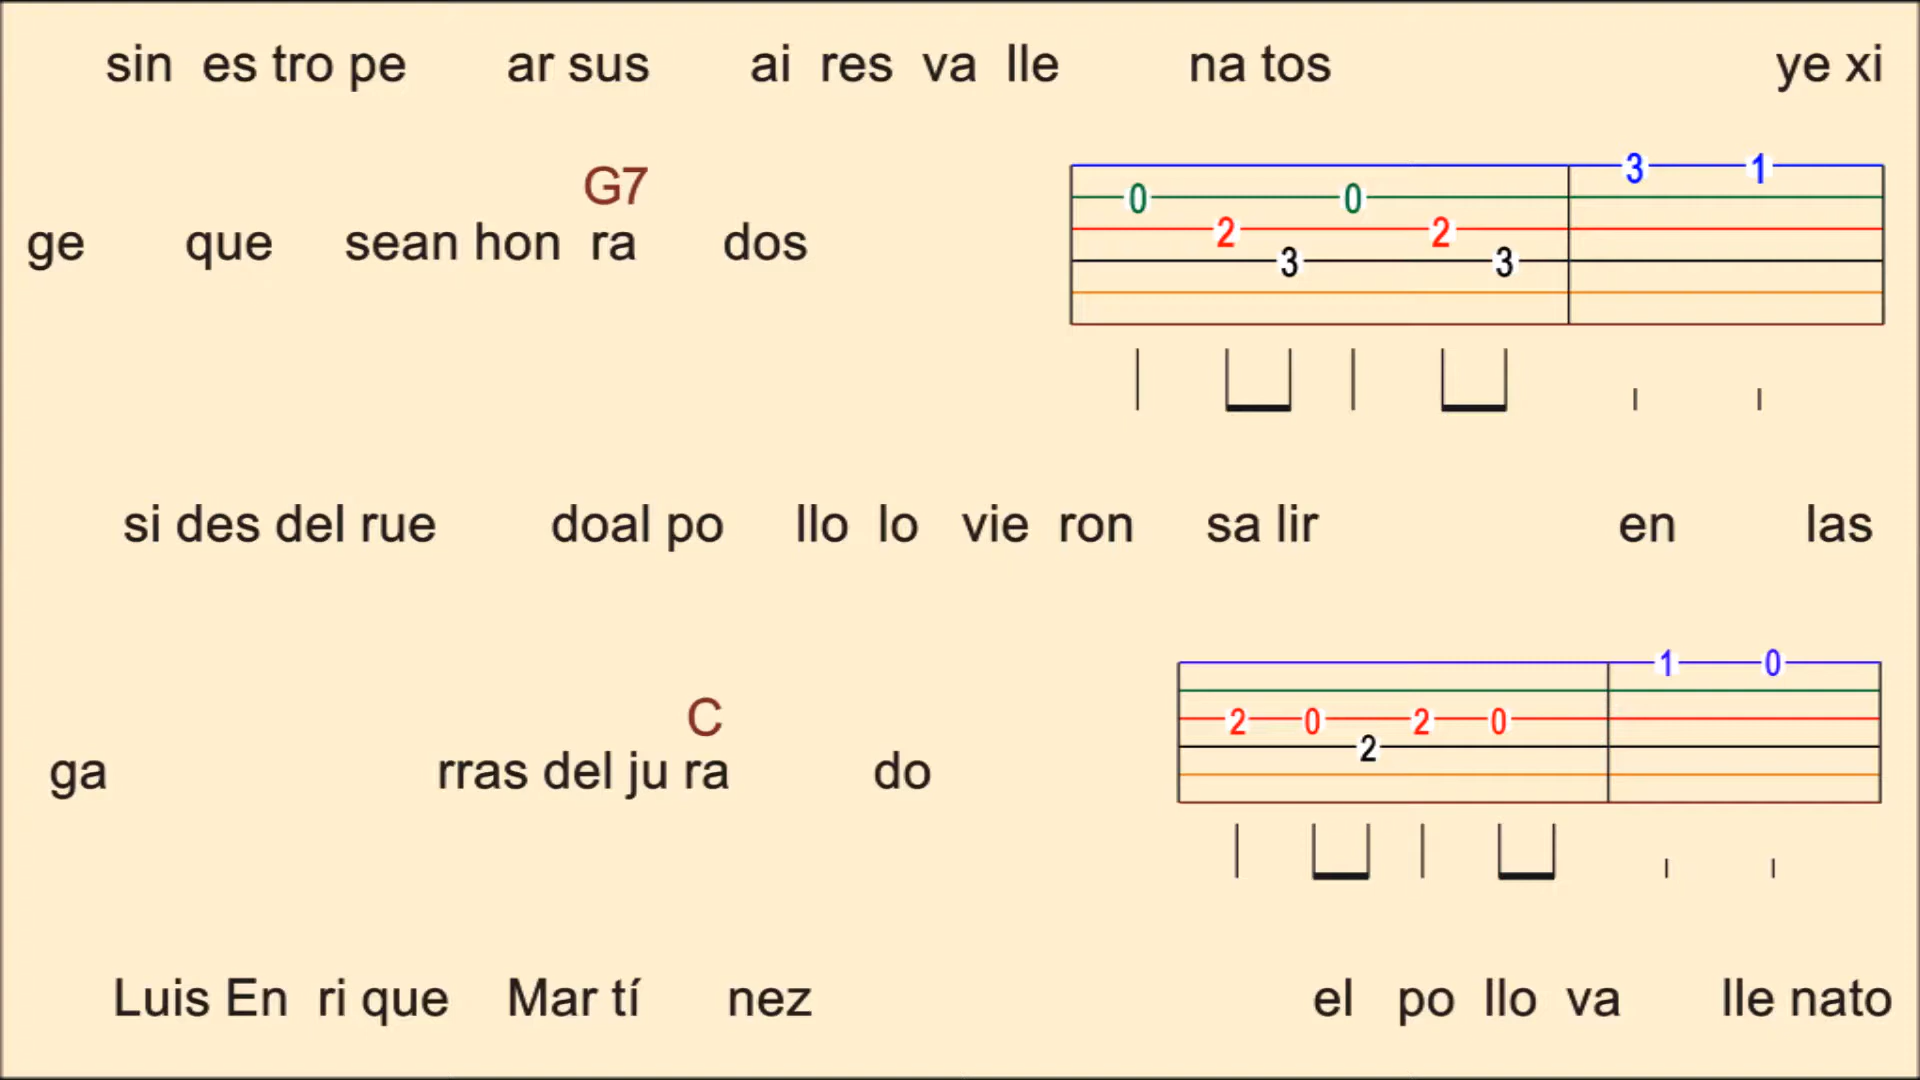 sin es tro pe ar sus ai res va lle na tos ye xi
G7
ge que sean hon ra dos
0 2 3 0 2 3 3 1
si des del rue doal po llo lo vie ron sa lir en las
C
ga rras del ju ra do
2 0 2 2 0 1 0
Luis En ri que Mar tí nez el po llo va lle nato